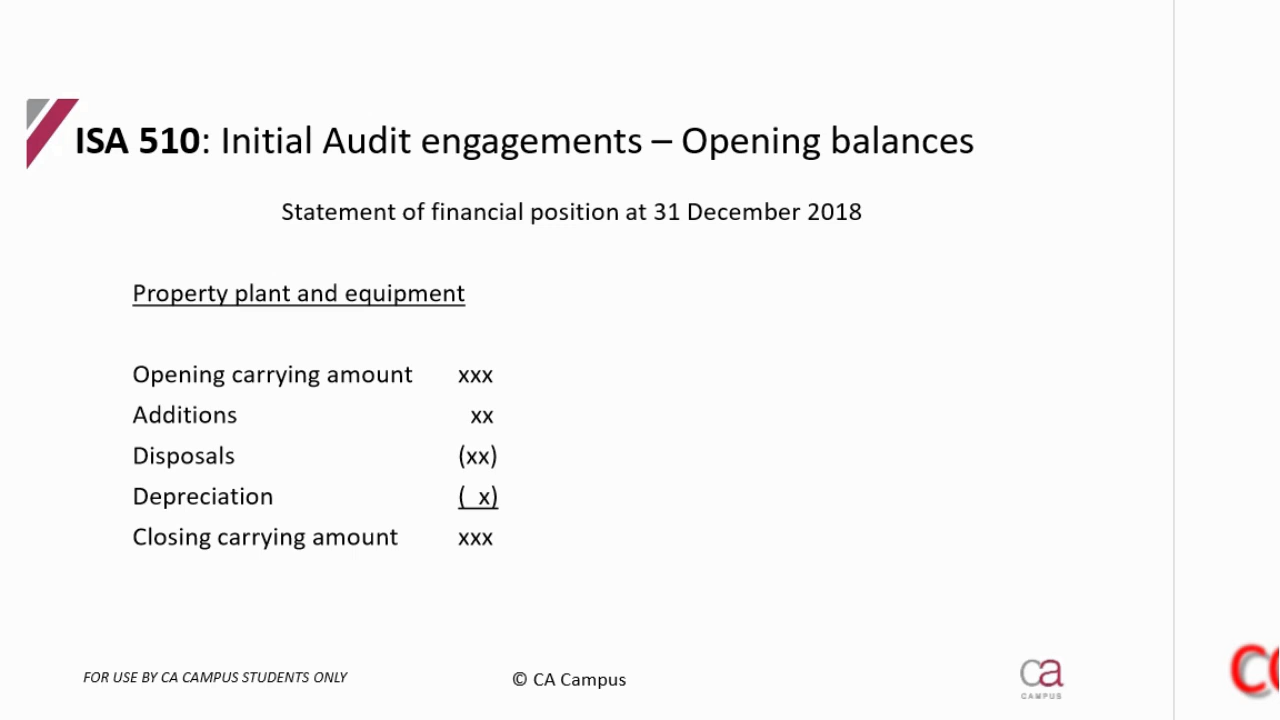 ISA 510: Initial Audit engagements – Opening balances
Statement of financial position at 31 December 2018
Property plant and equipment
Opening carrying amount xxx
Additions xx
Disposals (xx)
Depreciation ( x)
Closing carrying amount xxx
FOR USE BY CA CAMPUS STUDENTS ONLY
© CA Campus
ca
CAMPUS